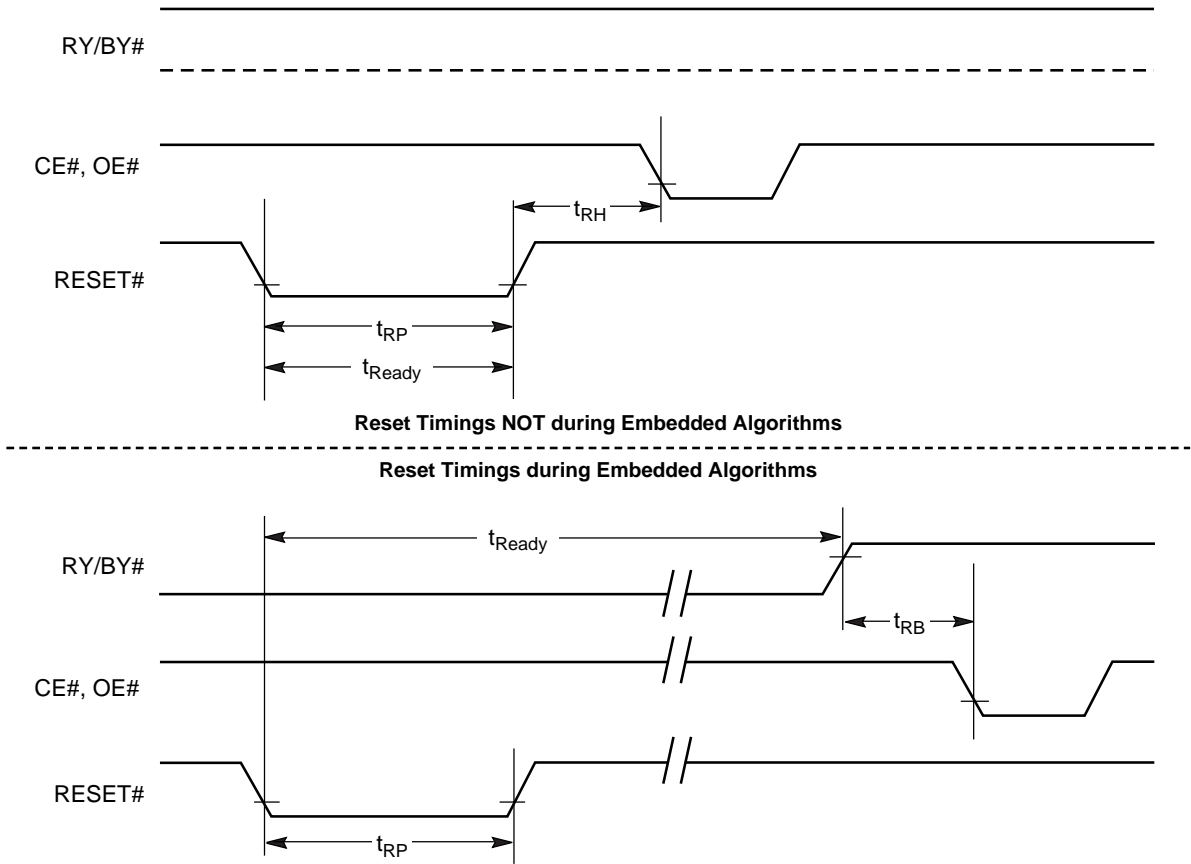 RY/BY#
CE#, OE#
tRH
RESET#
tRP
tReady
Reset Timings NOT during Embedded Algorithms
Reset Timings during Embedded Algorithms
tReady
RY/BY#
tRB
CE#, OE#
RESET#
tRP